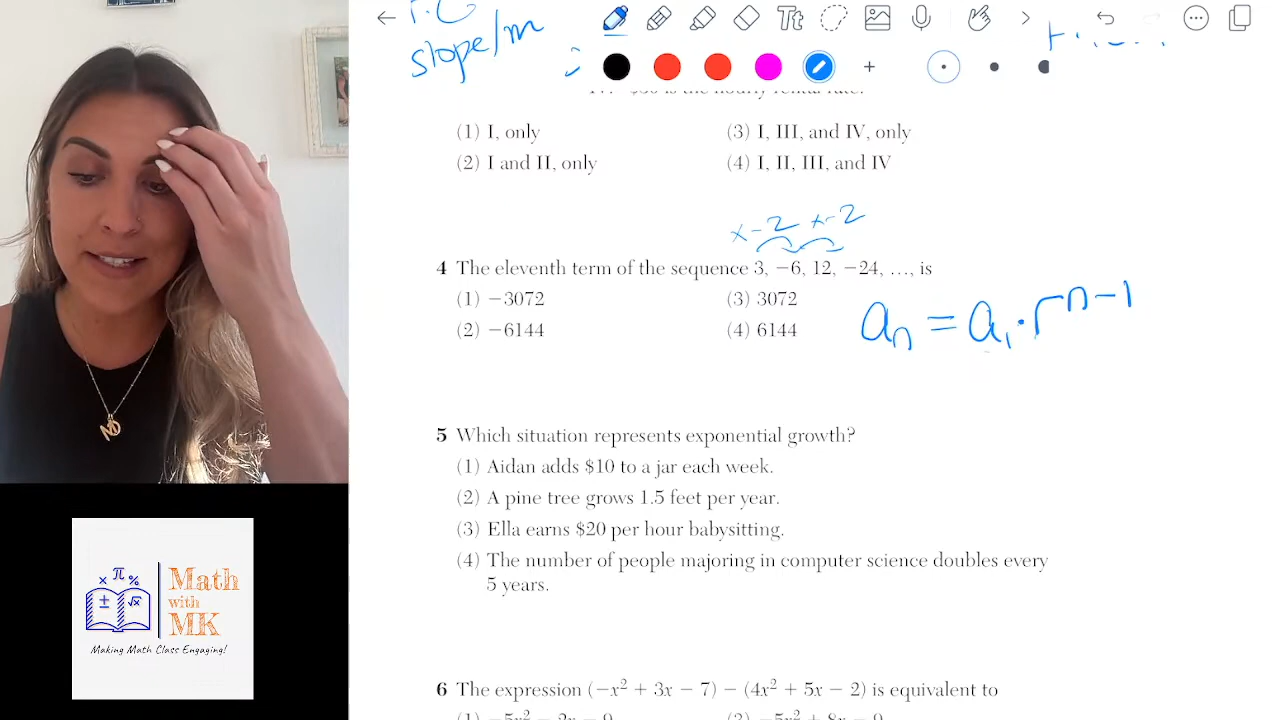 slope/m
Tt
(1) I, only
(3) I, III, and IV, only
(2) I and II, only
(4) I, II, III, and IV
x-2 x-2
4 The eleventh term of the sequence 3, −6, 12, −24, …, is
(1) −3072
(3) 3072
(2) −6144
(4) 6144
aₙ = a₁·rⁿ⁻¹
5 Which situation represents exponential growth?
(1) Aidan adds $10 to a jar each week.
(2) A pine tree grows 1.5 feet per year.
(3) Ella earns $20 per hour babysitting.
(4) The number of people majoring in computer science doubles every
5 years.
6 The expression (−x² + 3x − 7) − (4x² + 5x − 2) is equivalent to
× π %
± √x
Math
with
MK
Making Math Class Engaging!